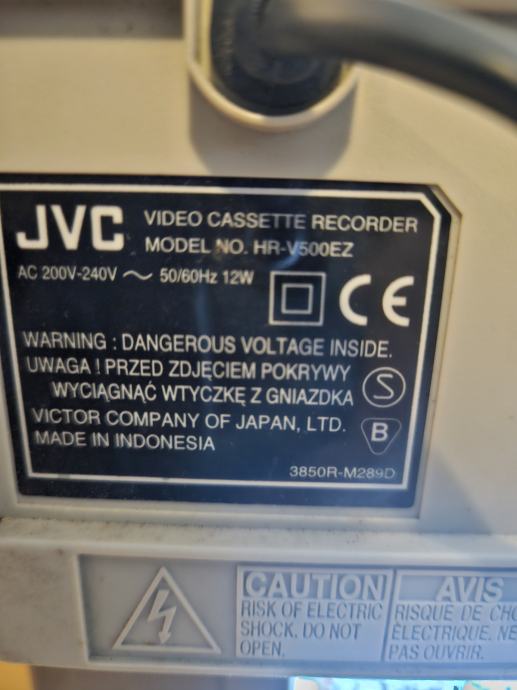 JVC VIDEO CASSETTE RECORDER
MODEL NO. HR-V500EZ
AC 200V-240V ~ 50/60Hz 12W
CE
WARNING : DANGEROUS VOLTAGE INSIDE.
UWAGA ! PRZED ZDJĘCIEM POKRYWY
WYCIĄGNĄĆ WTYCZKĘ Z GNIAZDKA
S
VICTOR COMPANY OF JAPAN, LTD.
B
MADE IN INDONESIA
3850R-M289D
CAUTION
RISK OF ELECTRIC
SHOCK. DO NOT
OPEN.
AVIS
RISQUE DE
ÉLECTRIQUE.
PAS OUVRIR.